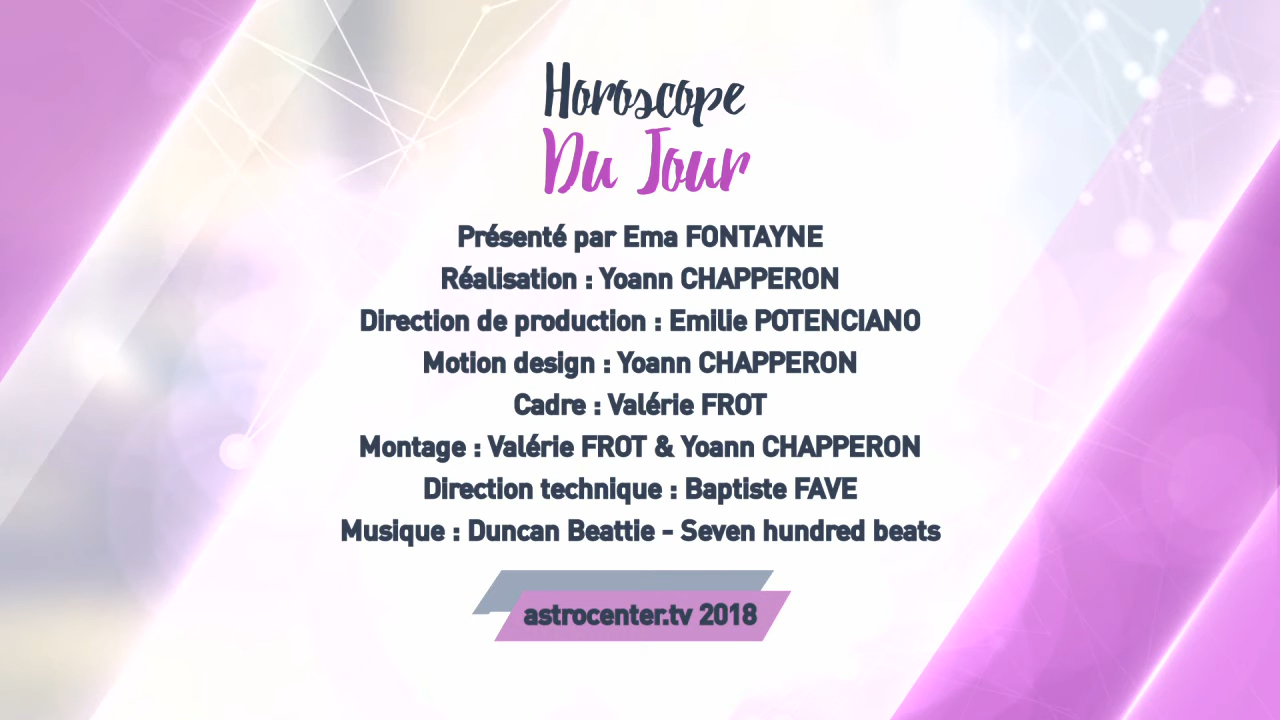 Horoscope
Du Jour
Présenté par Ema FONTAYNE
Réalisation : Yoann CHAPPERON
Direction de production : Emilie POTENCIANO
Motion design : Yoann CHAPPERON
Cadre : Valérie FROT
Montage : Valérie FROT & Yoann CHAPPERON
Direction technique : Baptiste FAVE
Musique : Duncan Beattie - Seven hundred beats
astrocenter.tv 2018